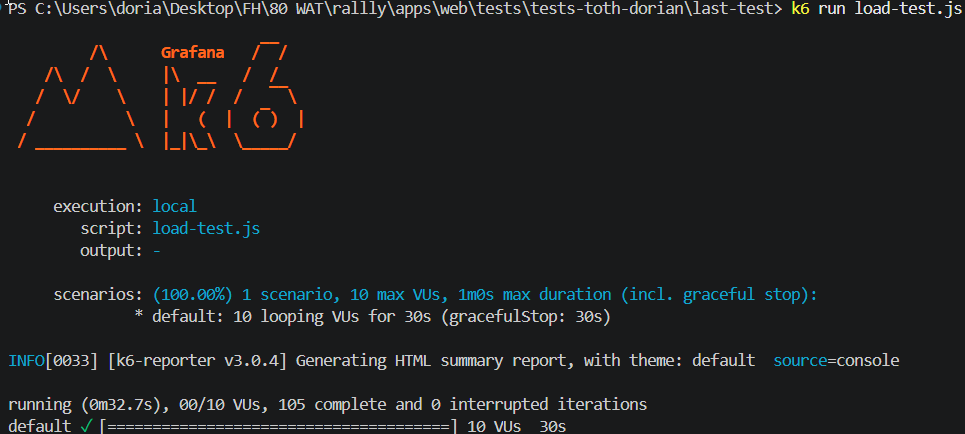 PS C:\Users\doria\Desktop\FH\80 WAT\rallly\apps\web\tests\tests-toth-dorian\last-test> k6 run load-test.js
Grafana
k6
execution: local
script: load-test.js
output: -
scenarios: (100.00%) 1 scenario, 10 max VUs, 1m0s max duration (incl. graceful stop):
* default: 10 looping VUs for 30s (gracefulStop: 30s)
INFO[0033] [k6-reporter v3.0.4] Generating HTML summary report, with theme: default  source=console
running (0m32.7s), 00/10 VUs, 105 complete and 0 interrupted iterations
default ✓ [======================================] 10 VUs  30s